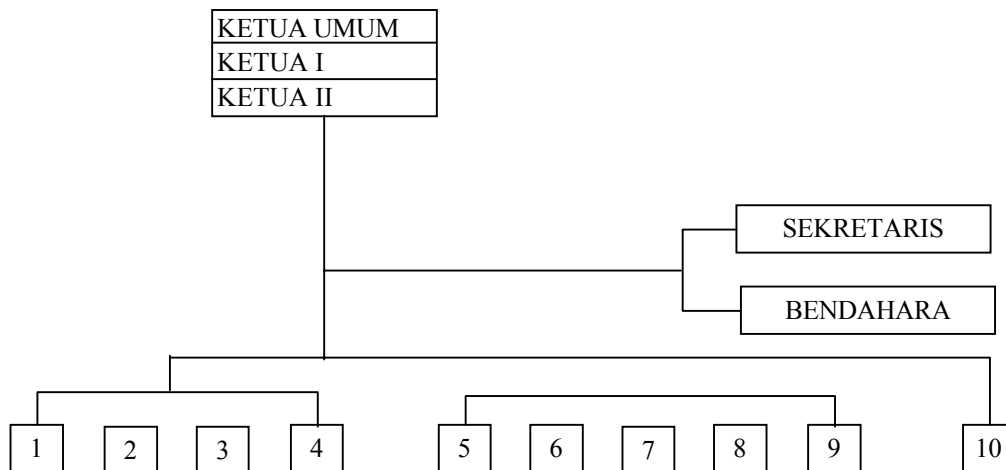 KETUA UMUM
KETUA I
KETUA II
SEKRETARIS
BENDAHARA
1 2 3 4 5 6 7 8 9 10